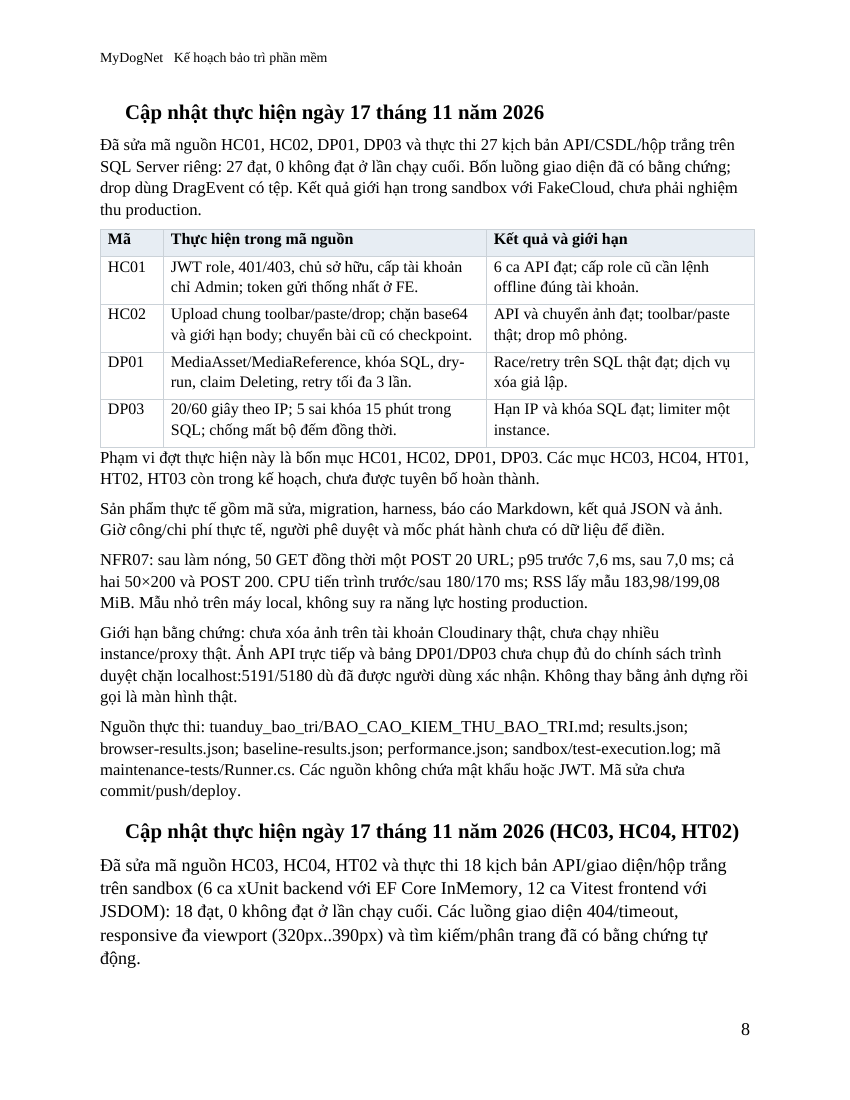 MyDogNet Kế hoạch bảo trì phần mềm
Cập nhật thực hiện ngày 17 tháng 11 năm 2026
Đã sửa mã nguồn HC01, HC02, DP01, DP03 và thực thi 27 kịch bản API/CSDL/hộp trắng trên
SQL Server riêng: 27 đạt, 0 không đạt ở lần chạy cuối. Bốn luồng giao diện đã có bằng chứng;
drop dùng DragEvent có tệp. Kết quả giới hạn trong sandbox với FakeCloud, chưa phải nghiệm
thu production.
Mã Thực hiện trong mã nguồn Kết quả và giới hạn
HC01 JWT role, 401/403, chủ sở hữu, cấp tài khoản 6 ca API đạt; cấp role cũ cần lệnh
chỉ Admin; token gửi thống nhất ở FE. offline đúng tài khoản.
HC02 Upload chung toolbar/paste/drop; chặn base64 API và chuyển ảnh đạt; toolbar/paste
và giới hạn body; chuyển bài cũ có checkpoint. thật; drop mô phỏng.
DP01 MediaAsset/MediaReference, khóa SQL, dry- Race/retry trên SQL thật đạt; dịch vụ
run, claim Deleting, retry tối đa 3 lần. xóa giả lập.
DP03 20/60 giây theo IP; 5 sai khóa 15 phút trong Hạn IP và khóa SQL đạt; limiter một
SQL; chống mất bộ đếm đồng thời. instance.
Phạm vi đợt thực hiện này là bốn mục HC01, HC02, DP01, DP03. Các mục HC03, HC04, HT01,
HT02, HT03 còn trong kế hoạch, chưa được tuyên bố hoàn thành.
Sản phẩm thực tế gồm mã sửa, migration, harness, báo cáo Markdown, kết quả JSON và ảnh.
Giờ công/chi phí thực tế, người phê duyệt và mốc phát hành chưa có dữ liệu để điền.
NFR07: sau làm nóng, 50 GET đồng thời một POST 20 URL; p95 trước 7,6 ms, sau 7,0 ms; cả
hai 50×200 và POST 200. CPU tiến trình trước/sau 180/170 ms; RSS lấy mẫu 183,98/199,08
MiB. Mẫu nhỏ trên máy local, không suy ra năng lực hosting production.
Giới hạn bằng chứng: chưa xóa ảnh trên tài khoản Cloudinary thật, chưa chạy nhiều
instance/proxy thật. Ảnh API trực tiếp và bảng DP01/DP03 chưa chụp đủ do chính sách trình
duyệt chặn localhost:5191/5180 dù đã được người dùng xác nhận. Không thay bằng ảnh dựng rồi
gọi là màn hình thật.
Nguồn thực thi: tuanduy_bao_tri/BAO_CAO_KIEM_THU_BAO_TRI.md; results.json;
browser-results.json; baseline-results.json; performance.json; sandbox/test-execution.log; mã
maintenance-tests/Runner.cs. Các nguồn không chứa mật khẩu hoặc JWT. Mã sửa chưa
commit/push/deploy.
Cập nhật thực hiện ngày 17 tháng 11 năm 2026 (HC03, HC04, HT02)
Đã sửa mã nguồn HC03, HC04, HT02 và thực thi 18 kịch bản API/giao diện/hộp trắng
trên sandbox (6 ca xUnit backend với EF Core InMemory, 12 ca Vitest frontend với
JSDOM): 18 đạt, 0 không đạt ở lần chạy cuối. Các luồng giao diện 404/timeout,
responsive đa viewport (320px..390px) và tìm kiếm/phân trang đã có bằng chứng tự
động.
8